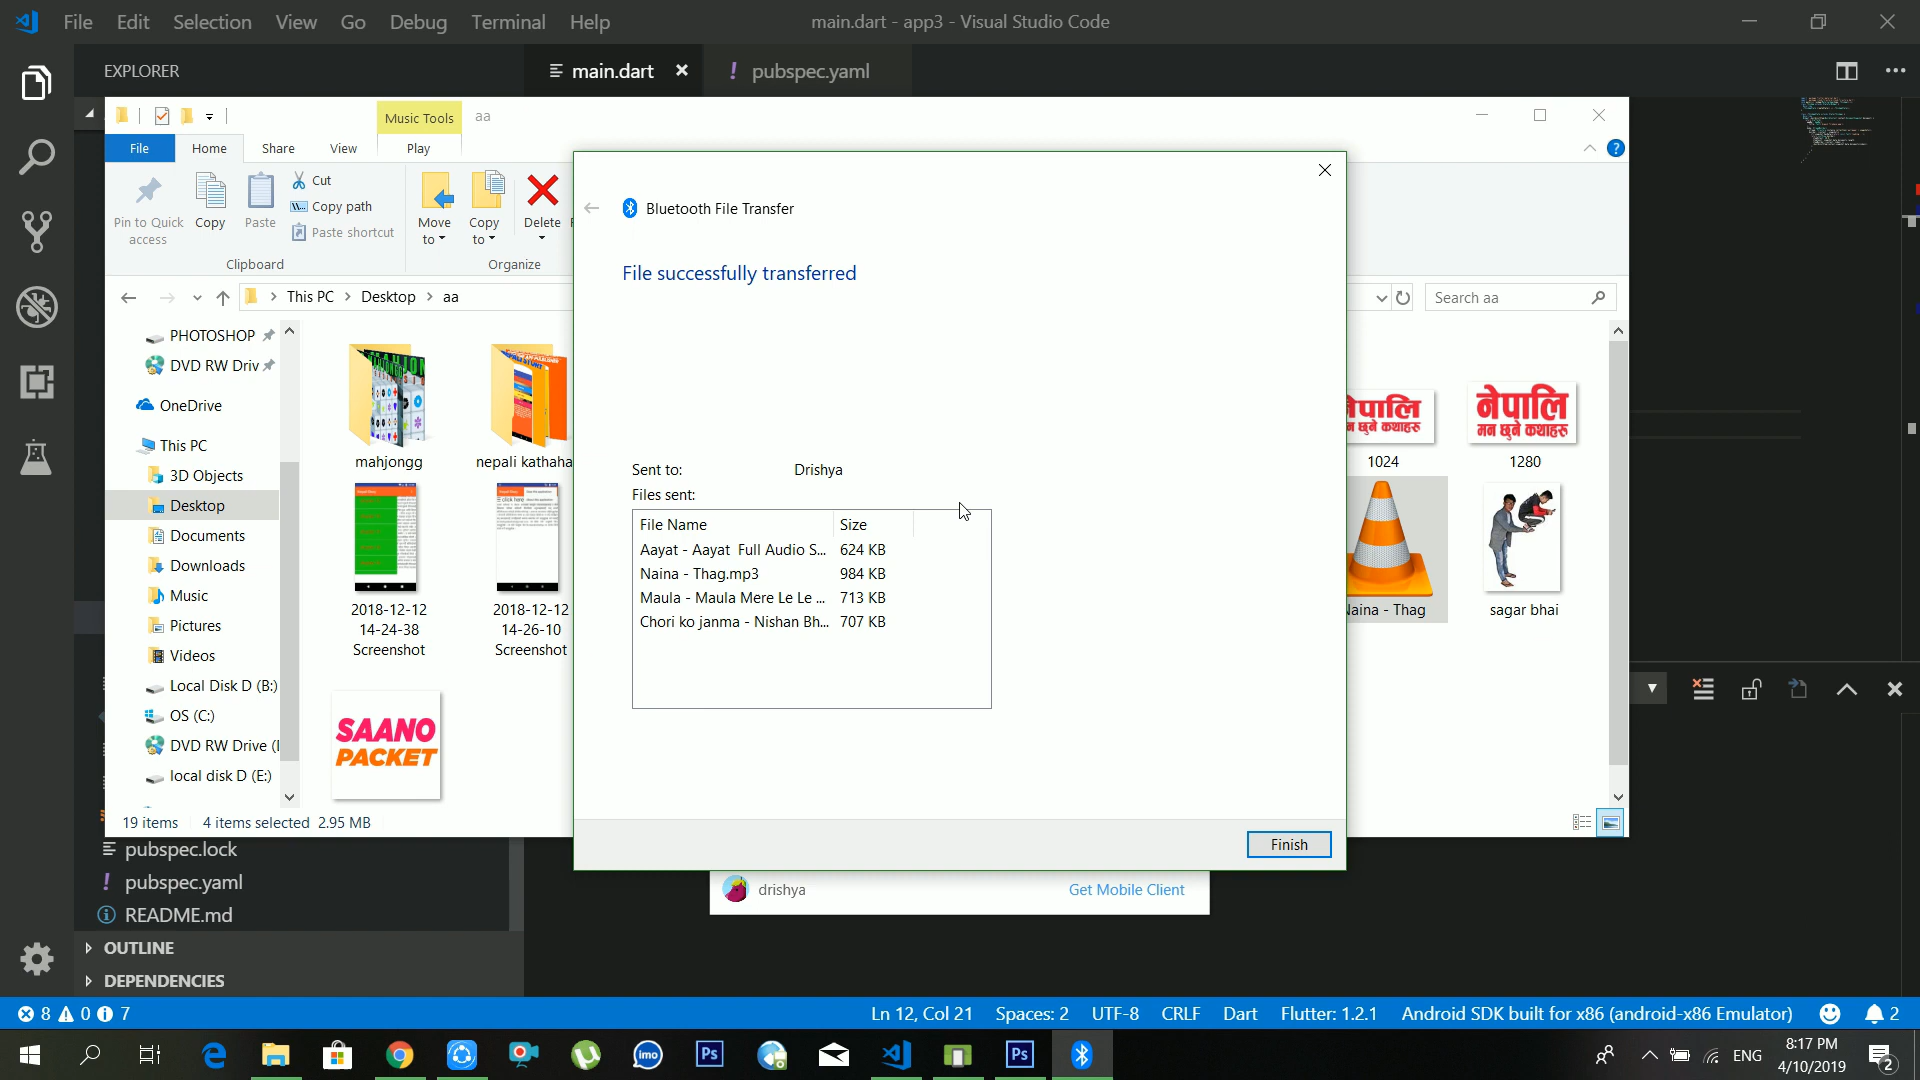 File Edit Selection View Go Debug Terminal Help
main.dart - app3 - Visual Studio Code
EXPLORER
main.dart
pubspec.yaml
Music Tools
aa
File
Home
Share
View
Play
Pin to Quick access
Copy
Paste
Cut
Copy path
Paste shortcut
Move to
Copy to
Delete
Clipboard
Organize
This PC
Desktop
aa
Search aa
PHOTOSHOP
DVD RW Driv
OneDrive
This PC
3D Objects
Desktop
Documents
Downloads
Music
Pictures
Videos
Local Disk D (B:)
OS (C:)
DVD RW Drive (
local disk D (E:)
MAHJONG
mahjongg
nepali kathaha
2018-12-12
14-24-38
Screenshot
2018-12-12
14-26-10
Screenshot
SAANO
PACKET
19 items
4 items selected 2.95 MB
Bluetooth File Transfer
File successfully transferred
Sent to:
Drishya
Files sent:
File Name
Size
Aayat - Aayat Full Audio S...
624 KB
Naina - Thag.mp3
984 KB
Maula - Maula Mere Le Le ...
713 KB
Chori ko janma - Nishan Bh...
707 KB
Finish
नेपालि
मन छुने कथाहरु
1024
1280
Naina - Thag
sagar bhai
drishya
Get Mobile Client
pubspec.lock
pubspec.yaml
README.md
OUTLINE
DEPENDENCIES
8 0 7
Ln 12, Col 21
Spaces: 2
UTF-8
CRLF
Dart
Flutter: 1.2.1
Android SDK built for x86 (android-x86 Emulator)
2
imo
Ps
Ps
ENG
8:17 PM
4/10/2019
2